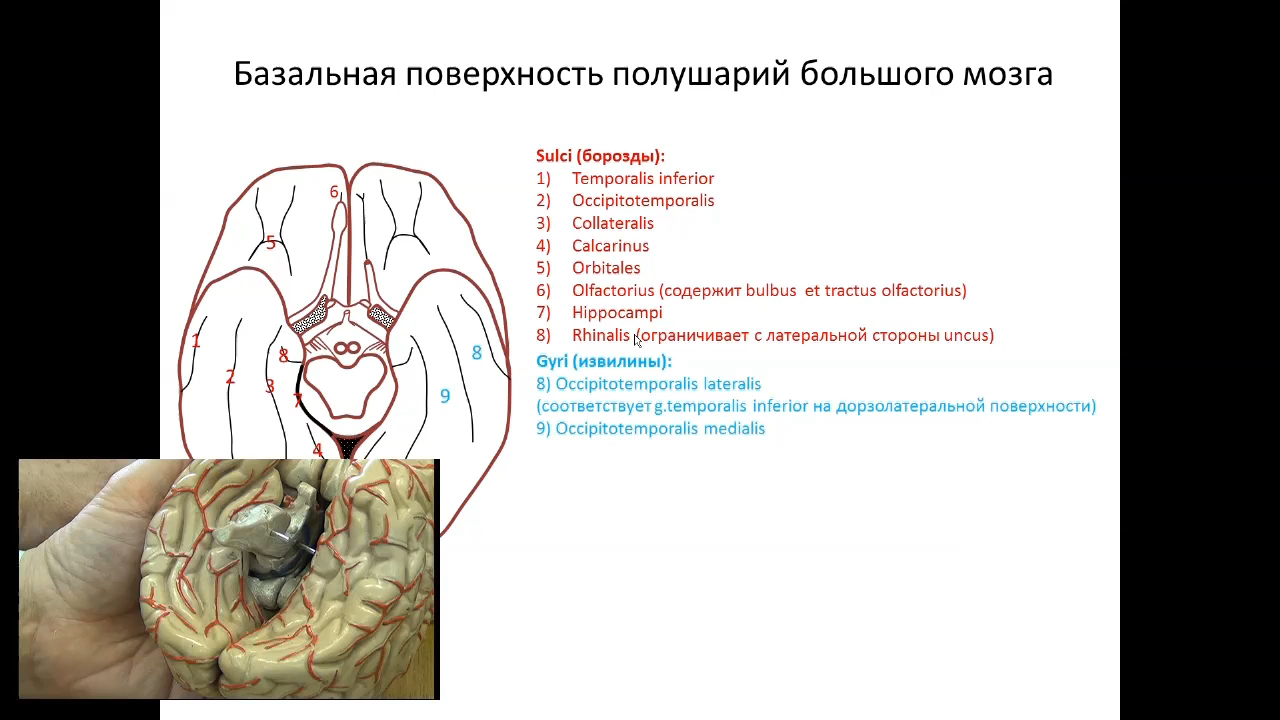 Базальная поверхность полушарий большого мозга
Sulci (борозды):
1) Temporalis inferior
2) Occipitotemporalis
3) Collateralis
4) Calcarinus
5) Orbitales
6) Olfactorius (содержит bulbus et tractus olfactorius)
7) Hippocampi
8) Rhinalis (ограничивает с латеральной стороны uncus)
Gyri (извилины):
8) Occipitotemporalis lateralis
(соответствует g.temporalis inferior на дорзолатеральной поверхности)
9) Occipitotemporalis medialis
6
5
1
8
8
2
3
9
7
4